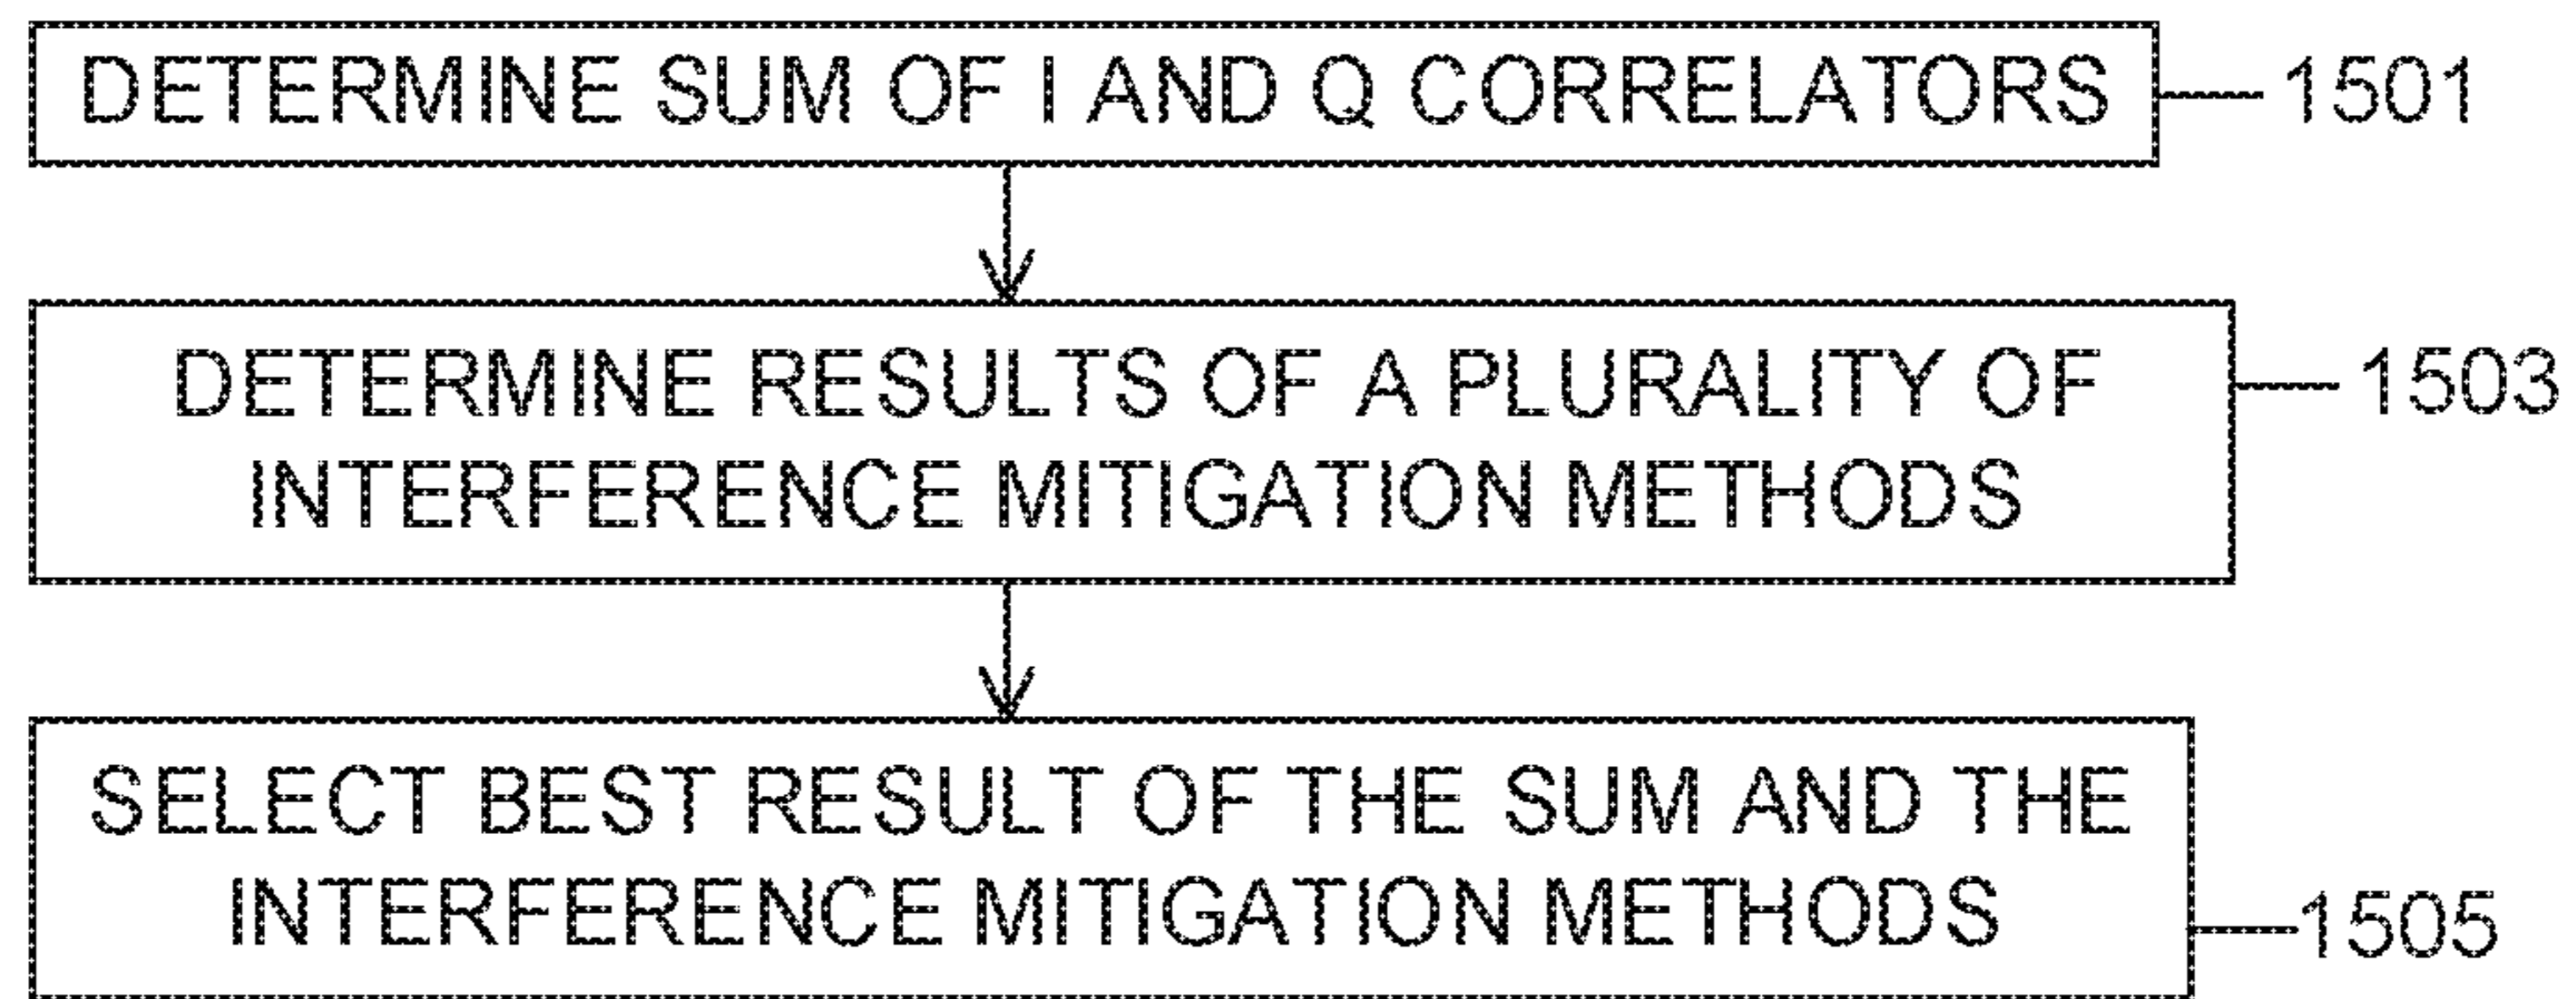 DETERMINE SUM OF I AND Q CORRELATORS
1501
DETERMINE RESULTS OF A PLURALITY OF
INTERFERENCE MITIGATION METHODS
1503
SELECT BEST RESULT OF THE SUM AND THE
INTERFERENCE MITIGATION METHODS
1505